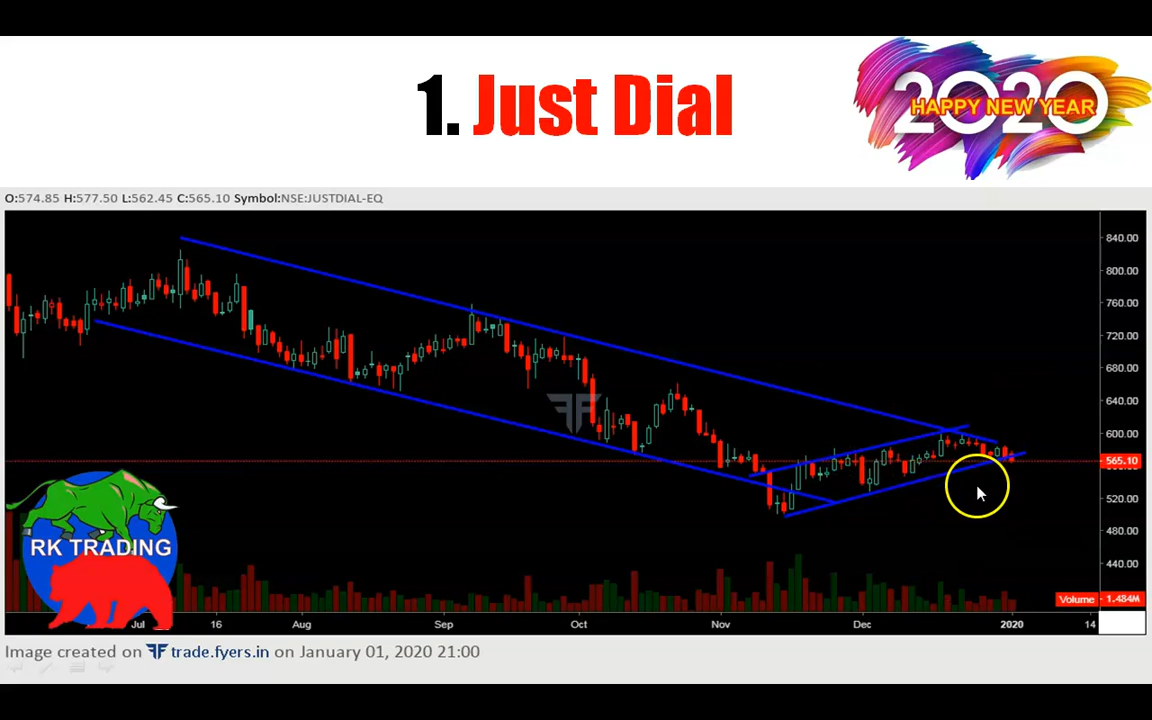 1. Just Dial
2020
HAPPY NEW YEAR
O:574.85 H:577.50 L:562.45 C:565.10 Symbol:NSE:JUSTDIAL-EQ
840.00
800.00
760.00
720.00
680.00
640.00
600.00
565.10
520.00
480.00
440.00
RK TRADING
Volume 1.484M
Jul 16 Aug Sep Oct Nov Dec 2020 14
Image created on trade.fyers.in on January 01, 2020 21:00